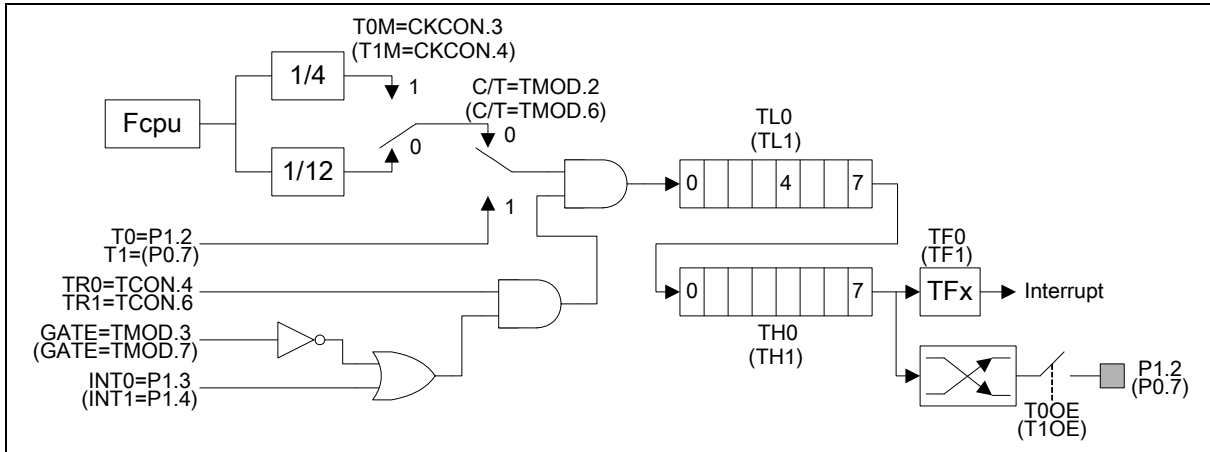 T0M=CKCON.3
(T1M=CKCON.4)
1/4
1
C/T=TMOD.2
(C/T=TMOD.6)
Fcpu
0
0
1/12
TL0
(TL1)
0 4 7
1
T0=P1.2
T1=(P0.7)
TR0=TCON.4
TR1=TCON.6
0 7
TH0
(TH1)
TF0
(TF1)
TFx
Interrupt
GATE=TMOD.3
(GATE=TMOD.7)
INT0=P1.3
(INT1=P1.4)
P1.2
(P0.7)
T0OE
(T1OE)